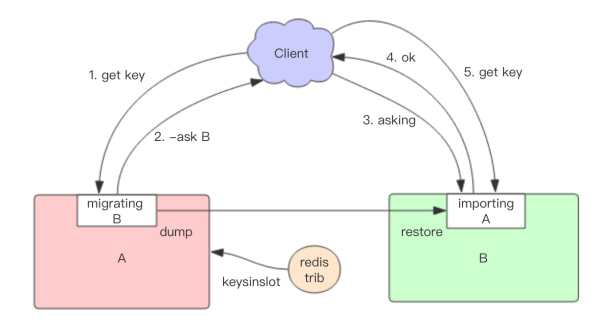 Client
1. get key
4. ok
5. get key
2. -ask B
3. asking
migrating
B
importing
A
dump
restore
A
B
redis
trib
keysinslot